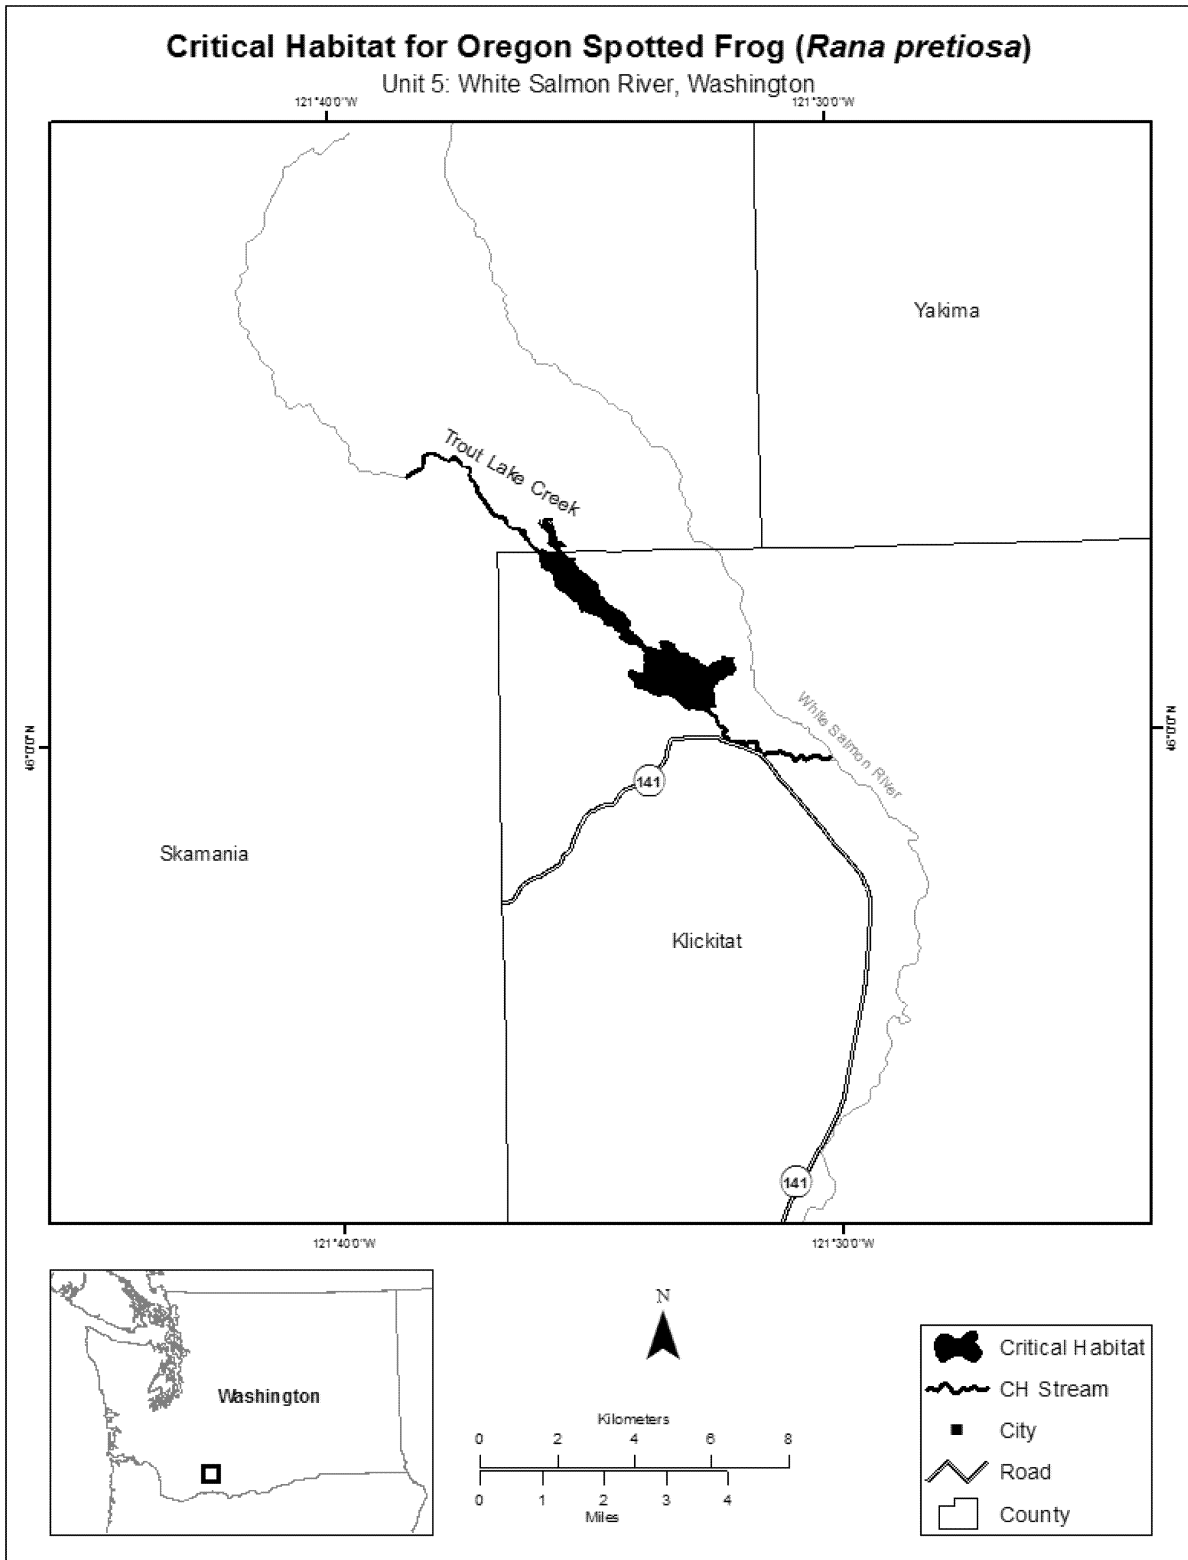 Critical Habitat for Oregon Spotted Frog (Rana pretiosa)
Unit 5: White Salmon River, Washington
121°40'0"W
121°30'0"W
Yakima
Trout Lake Creek
White Salmon River
46°0'0"N
46°0'0"N
141
Skamania
Klickitat
141
121°40'0"W
121°30'0"W
Washington
N
Kilometers
0 2 4 6 8
0 1 2 3 4
Miles
Critical Habitat
CH Stream
City
Road
County